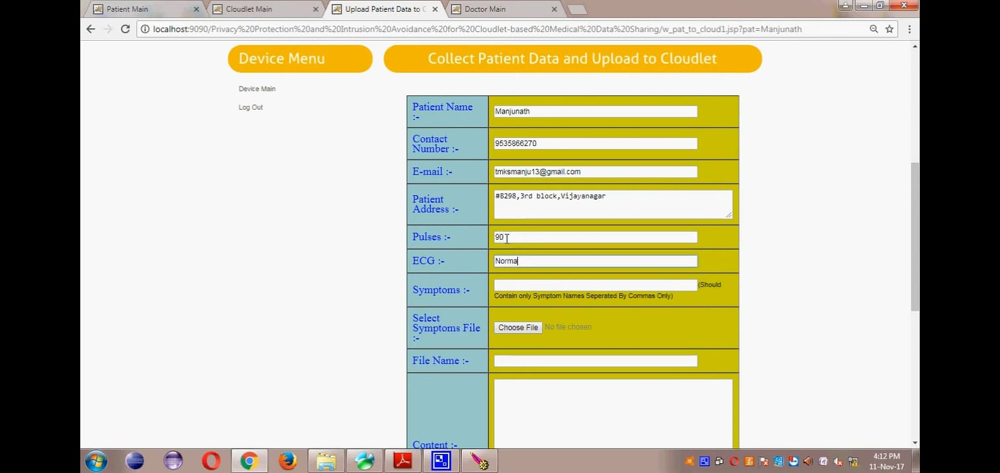 Patient Main
Cloudlet Main
Upload Patient Data to C
Doctor Main
localhost:9090/Privacy%20Protection%20and%20Intrusion%20Avoidance%20for%20Cloudlet-based%20Medical%20Data%20Sharing/w_pat_to_cloud1.jsp?pat=Manjunath
Device Menu
Collect Patient Data and Upload to Cloudlet
Device Main
Log Out
Patient Name
:-
Manjunath
Contact
Number :-
9535866270
E-mail :-
tmksmanju13@gmail.com
Patient
Address :-
#8298,3rd block,Vijayanagar
Pulses :-
90
ECG :-
Norma
Symptoms :-
(Should
Contain only Symptom Names Seperated By Commas Only)
Select
Symptoms File
:-
Choose File No file chosen
File Name :-
Content :-
4:12 PM
11-Nov-17